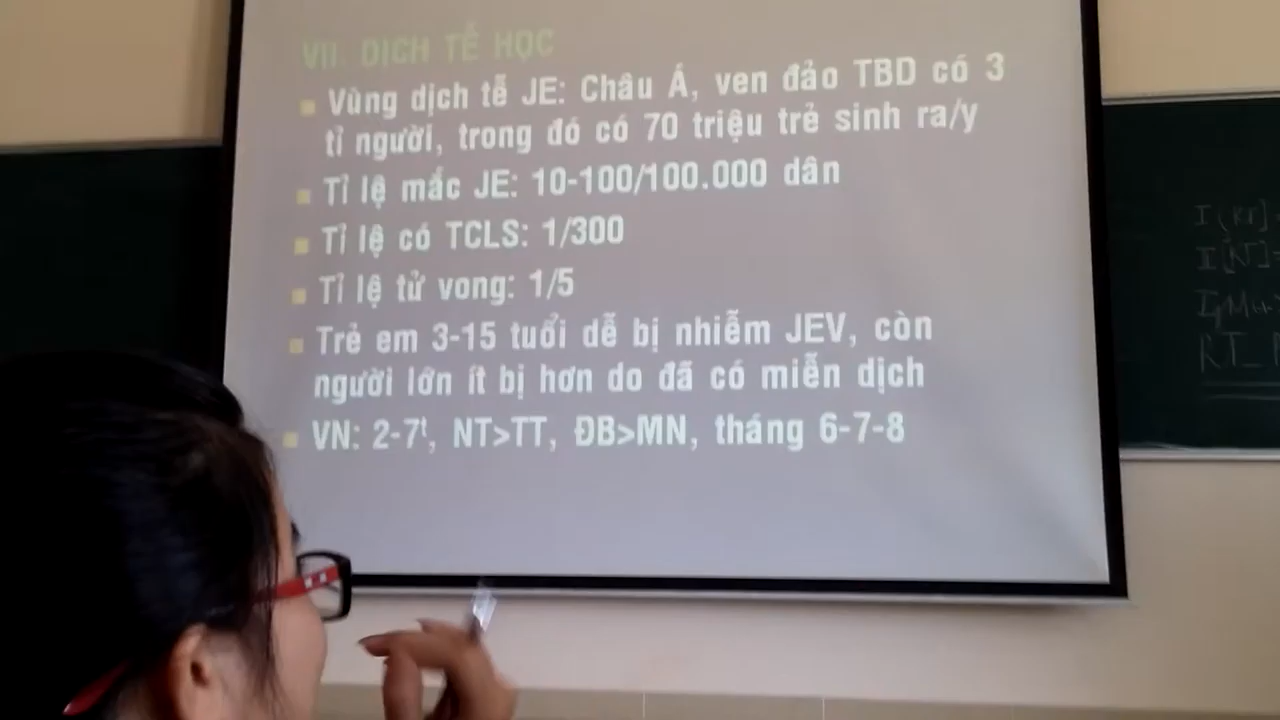 VII. DỊCH TỄ HỌC
Vùng dịch tễ JE: Châu Á, ven đảo TBD có 3
tỉ người, trong đó có 70 triệu trẻ sinh ra/y
Tỉ lệ mắc JE: 10-100/100.000 dân
Tỉ lệ có TCLS: 1/300
Tỉ lệ tử vong: 1/5
Trẻ em 3-15 tuổi dễ bị nhiễm JEV, còn
người lớn ít bị hơn do đã có miễn dịch
VN: 2-7t, NT>TT, ĐB>MN, tháng 6-7-8